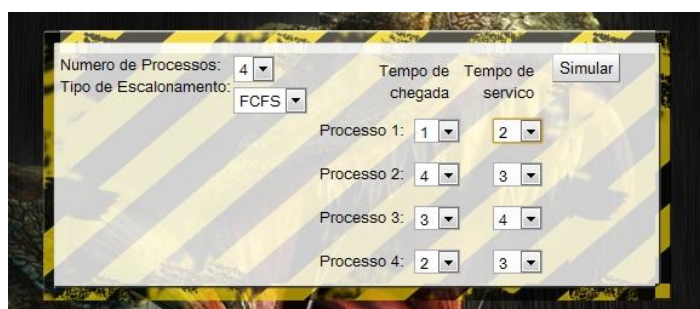 Numero de Processos: 4
Tipo de Escalonamento: FCFS
Tempo de chegada
Tempo de servico
Simular
Processo 1: 1 2
Processo 2: 4 3
Processo 3: 3 4
Processo 4: 2 3